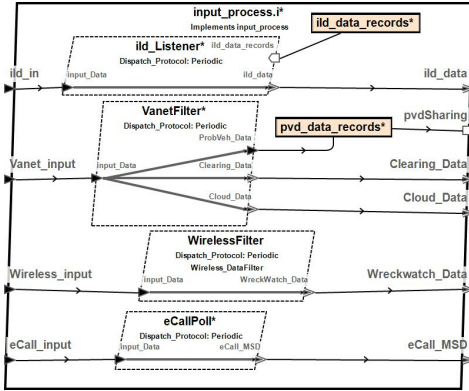 input_process.i*
Implements input_process
ild_data_records*
ild_Listener*
ild_data_records
Dispatch_Protocol: Periodic
ild_in
input_Data
ild_data
ild_data
VanetFilter*
Dispatch_Protocol: Periodic
pvd_data_records*
pvdSharing
ProbVeh_Data
Vanet_input
input_Data
Clearing_Data
Clearing_Data
Cloud_Data
Cloud_Data
WirelessFilter
Dispatch_Protocol: Periodic
Wireless_DataFilter
Wireless_input
input_Data
WreckWatch_Data
Wreckwatch_Data
eCallPoll*
Dispatch_Protocol: Periodic
eCall_input
Input_Data
eCall_MSD
eCall_MSD